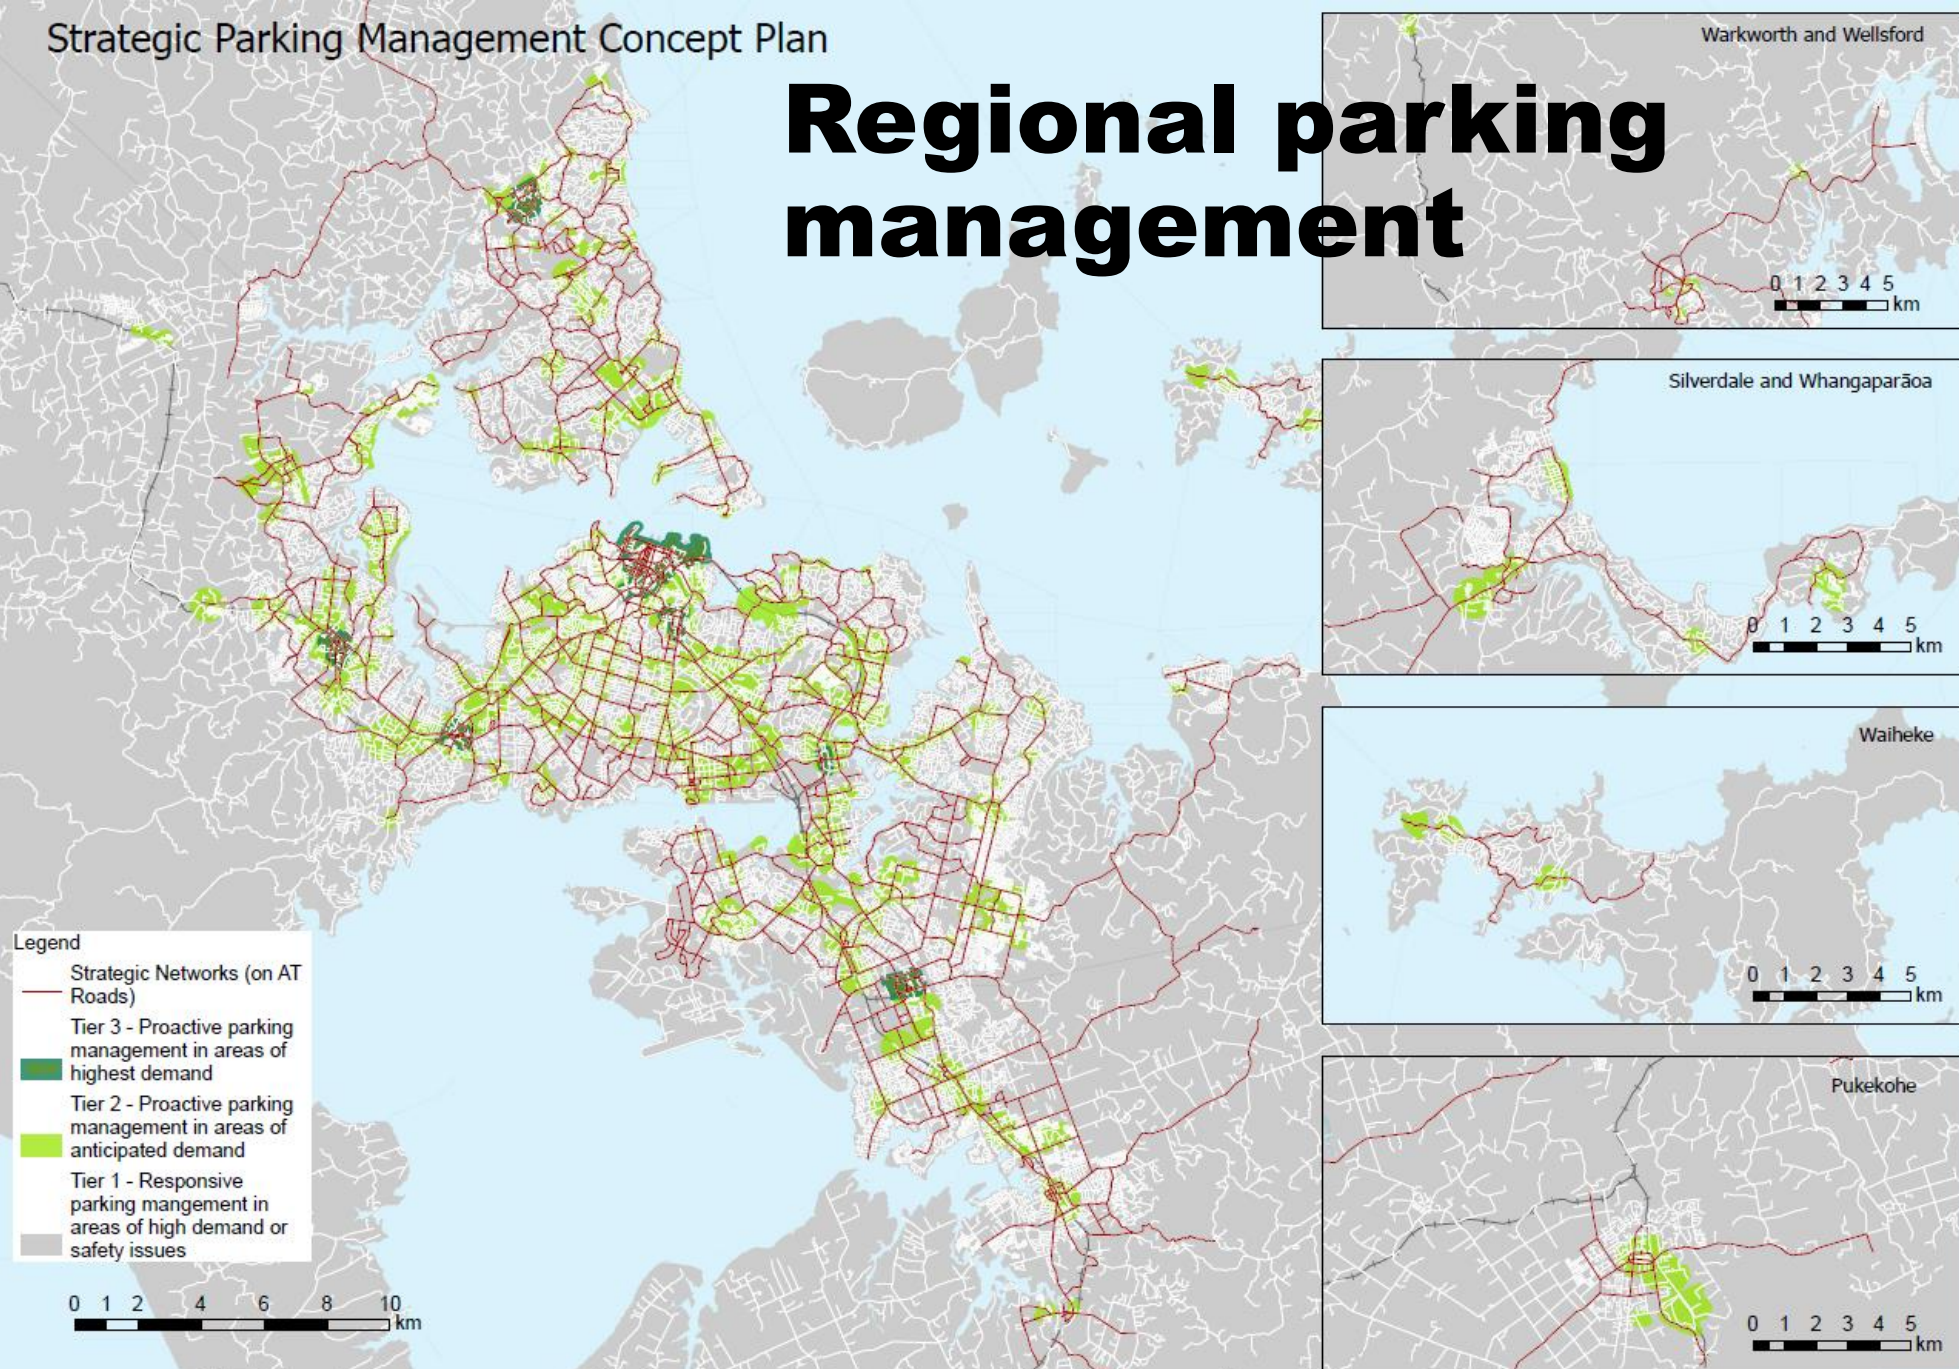 Strategic Parking Management Concept Plan
Regional parking
management
Warkworth and Wellsford
0 1 2 3 4 5
km
Silverdale and Whangaparāoa
0 1 2 3 4 5
km
Waiheke
0 1 2 3 4 5
km
Pukekohe
0 1 2 3 4 5
km
Legend
Strategic Networks (on AT
Roads)
Tier 3 - Proactive parking
management in areas of
highest demand
Tier 2 - Proactive parking
management in areas of
anticipated demand
Tier 1 - Responsive
parking mangement in
areas of high demand or
safety issues
0 1 2 4 6 8 10
km